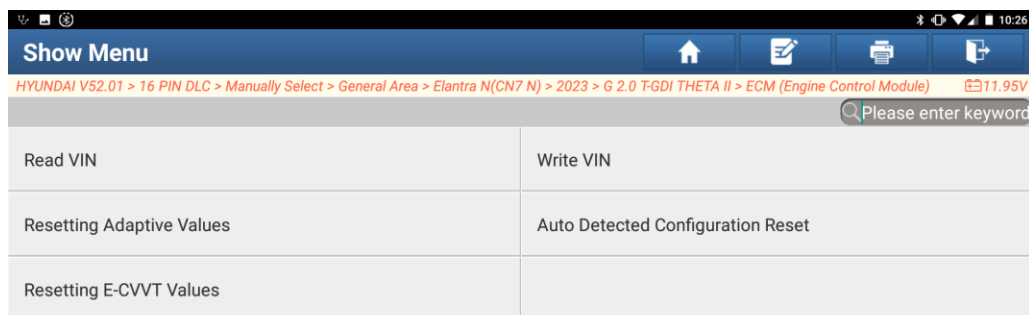 10:26
Show Menu
HYUNDAI V52.01 > 16 PIN DLC > Manually Select > General Area > Elantra N(CN7 N) > 2023 > G 2.0 T-GDI THETA II > ECM (Engine Control Module) 11.95V
Please enter keyword
Read VIN
Write VIN
Resetting Adaptive Values
Auto Detected Configuration Reset
Resetting E-CVVT Values